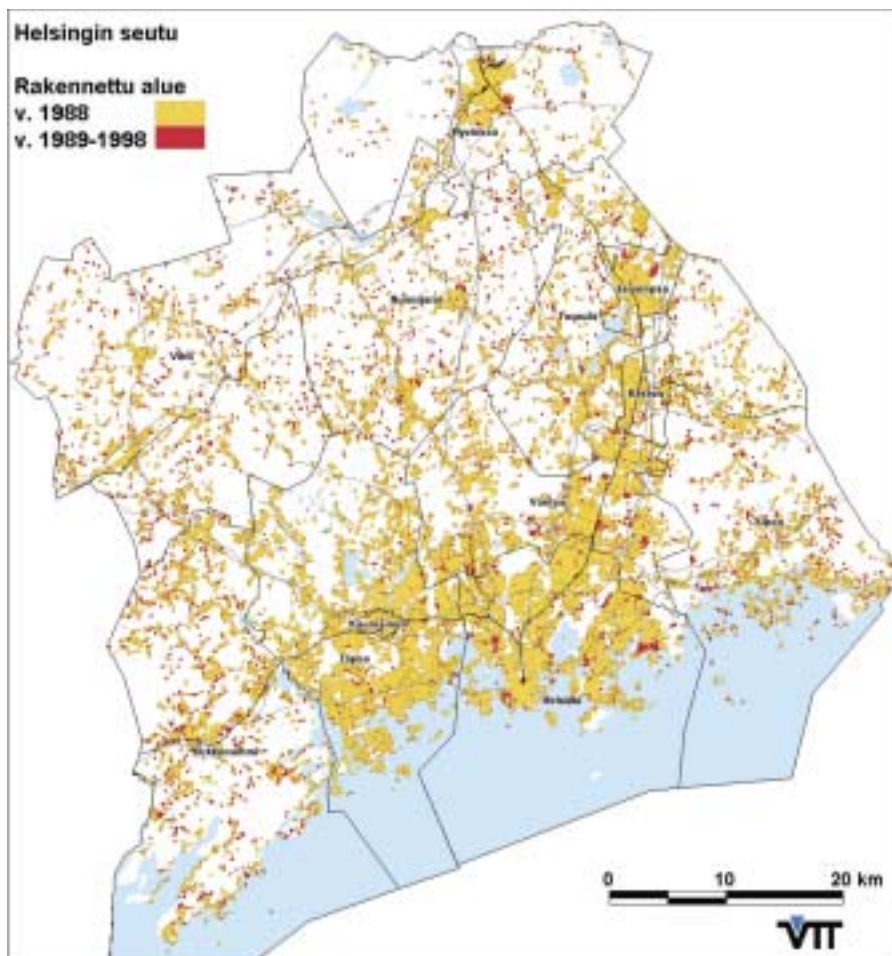 Helsingin seutu
Rakennettu alue
v. 1988
v. 1989-1998
Hyvinkää
Järvenpää
Nurmijärvi
Tuusula
Vihti
Kerava
Vantaa
Sipoo
Kauniainen
Espoo
Helsinki
Kirkkonummi
0 10 20 km
VTT